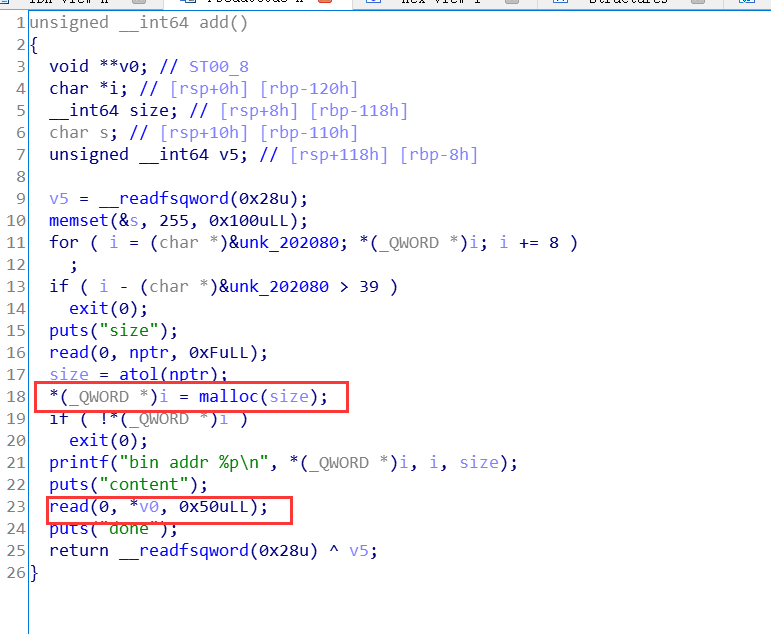 1 unsigned __int64 add()
2 {
3   void **v0; // ST00_8
4   char *i; // [rsp+0h] [rbp-120h]
5   __int64 size; // [rsp+8h] [rbp-118h]
6   char s; // [rsp+10h] [rbp-110h]
7   unsigned __int64 v5; // [rsp+118h] [rbp-8h]
8
9   v5 = __readfsqword(0x28u);
10   memset(&s, 255, 0x100uLL);
11   for ( i = (char *)&unk_202080; *(_QWORD *)i; i += 8 )
12     ;
13   if ( i - (char *)&unk_202080 > 39 )
14     exit(0);
15   puts("size");
16   read(0, nptr, 0xFuLL);
17   size = atol(nptr);
18   *(_QWORD *)i = malloc(size);
19   if ( !*(_QWORD *)i )
20     exit(0);
21   printf("bin addr %p\n", *(_QWORD *)i, i, size);
22   puts("content");
23   read(0, *v0, 0x50uLL);
24   puts("done");
25   return __readfsqword(0x28u) ^ v5;
26 }